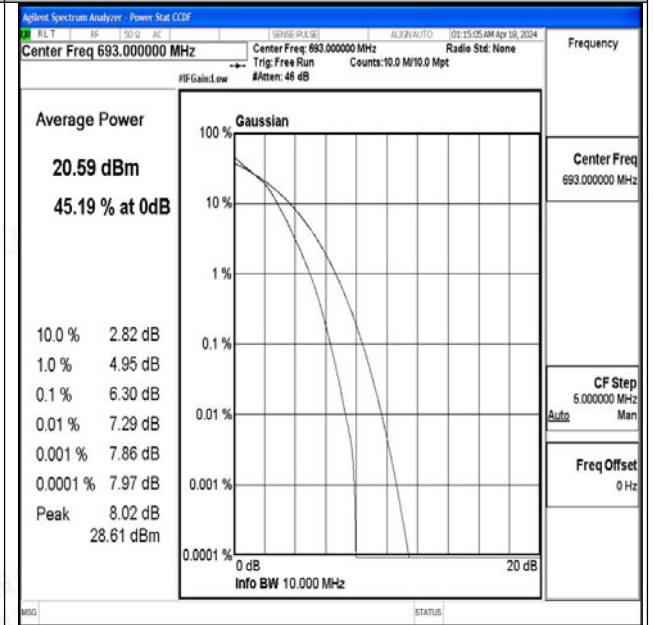 Agilent Spectrum Analyzer - Power Stat CCDF
RLT RF 50 Ω AC SENSE:PULSE ALIGNAUTO 01:15:05 AM Apr 18, 2024
Center Freq 693.000000 MHz
Center Freq: 693.000000 MHz Radio Std: None
Trig: Free Run Counts:10.0 M/10.0 Mpt
#IFGain:Low #Atten: 46 dB
Frequency
Average Power
20.59 dBm
45.19 % at 0dB
10.0 % 2.82 dB
1.0 % 4.95 dB
0.1 % 6.30 dB
0.01 % 7.29 dB
0.001 % 7.86 dB
0.0001 % 7.97 dB
Peak 8.02 dB
28.61 dBm
Gaussian
100 %
10 %
1 %
0.1 %
0.01 %
0.001 %
0.0001 %
0 dB 20 dB
Info BW 10.000 MHz
Center Freq
693.000000 MHz
CF Step
5.000000 MHz
Auto Man
Freq Offset
0 Hz
MSG STATUS